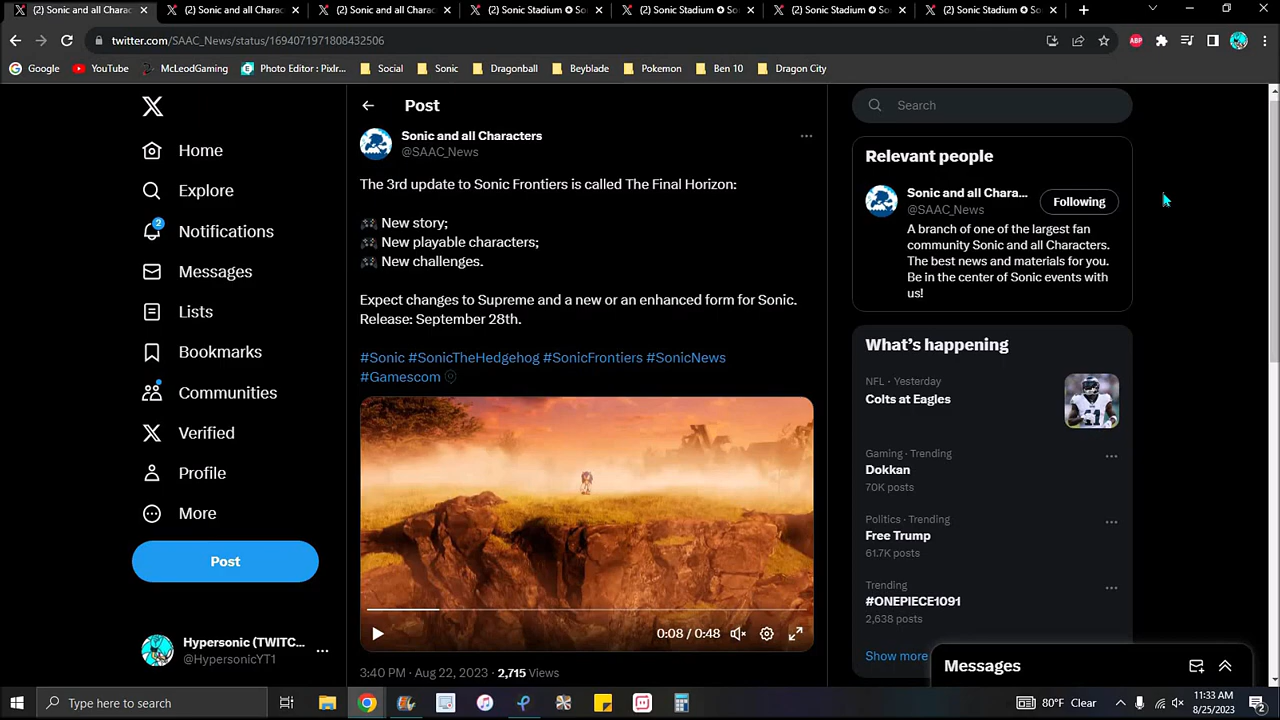 (2) Sonic and all Charac
(2) Sonic and all Charac
(2) Sonic and all Charac
(2) Sonic Stadium ✪ So
(2) Sonic Stadium ✪ So
(2) Sonic Stadium ✪ So
(2) Sonic Stadium ✪ So
twitter.com/SAAC_News/status/1694071971808432506
ABP
Google
YouTube
McLeodGaming
Photo Editor : Pixlr...
Social
Sonic
Dragonball
Beyblade
Pokemon
Ben 10
Dragon City
Home
Explore
2
Notifications
Messages
Lists
Bookmarks
Communities
Verified
Profile
More
Post
Hypersonic (TWITC...
@HypersonicYT1
Post
Sonic and all Characters
@SAAC_News
The 3rd update to Sonic Frontiers is called The Final Horizon:
🎮 New story;
🎮 New playable characters;
🎮 New challenges.
Expect changes to Supreme and a new or an enhanced form for Sonic.
Release: September 28th.
#Sonic #SonicTheHedgehog #SonicFrontiers #SonicNews
#Gamescom
0:08 / 0:48
3:40 PM · Aug 22, 2023 · 2,715 Views
Search
Relevant people
Sonic and all Chara...
@SAAC_News
Following
A branch of one of the largest fan
community Sonic and all Characters.
The best news and materials for you.
Be in the center of Sonic events with
us!
What's happening
NFL · Yesterday
Colts at Eagles
Gaming · Trending
Dokkan
70K posts
Politics · Trending
Free Trump
61.7K posts
Trending
#ONEPIECE1091
2,638 posts
Show more
Messages
Type here to search
80°F Clear
11:33 AM
8/25/2023
2